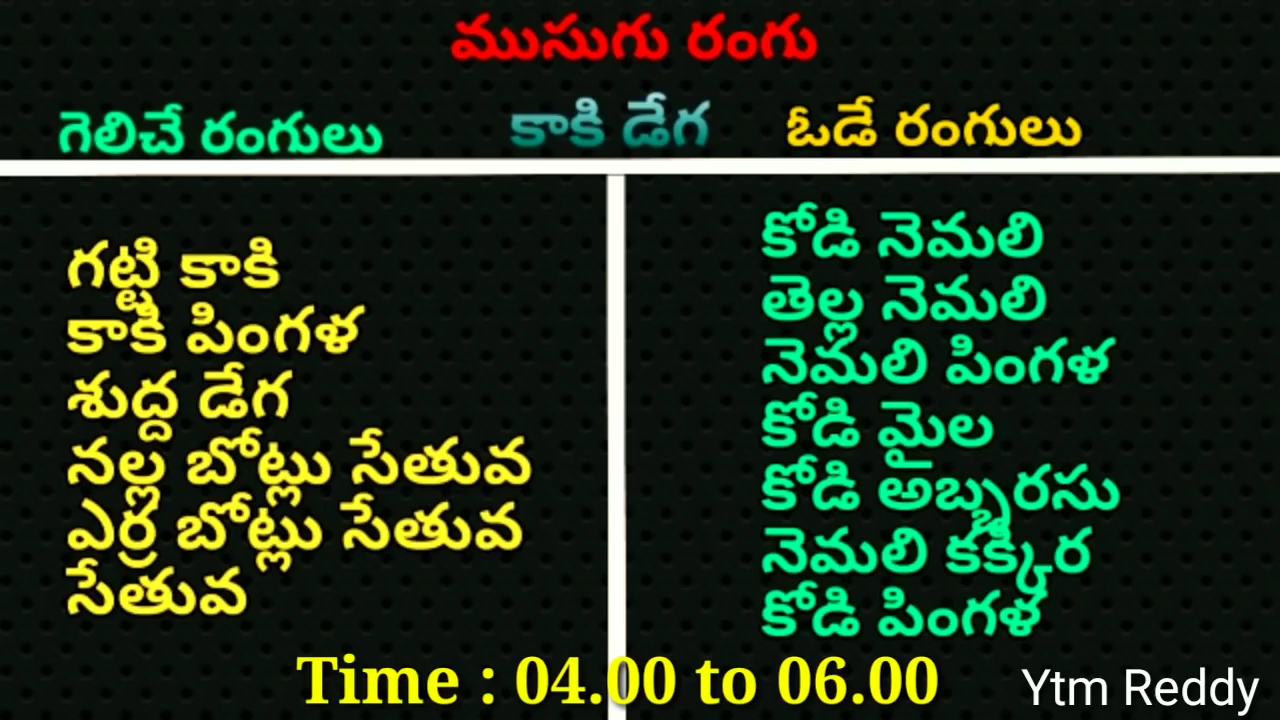 ముసుగు రంగు
గెలిచే రంగులు
కాకి డేగ
ఓడే రంగులు
గట్టి కాకి
కాకి పింగళ
శుద్ద డేగ
నల్ల బోట్లు సేతువ
ఎర్ర బోట్లు సేతువ
సేతువ
కోడి నెమలి
తెల్ల నెమలి
నెమలి పింగళ
కోడి మైల
కోడి అబ్బరసు
నెమలి కక్కిర
కోడి పింగళ
Time : 04.00 to 06.00
Ytm Reddy